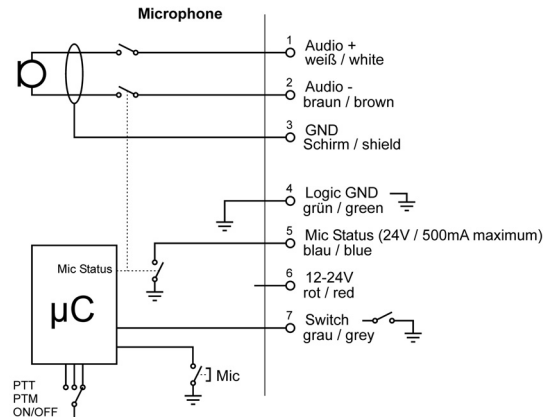 Microphone
1
Audio +
weiß / white
2
Audio -
braun / brown
3
GND
Schirm / shield
4
Logic GND
grün / green
5
Mic Status (24V / 500mA maximum)
blau / blue
6
12-24V
rot / red
7
Switch
grau / grey
Mic Status
µC
Mic
PTT
PTM
ON/OFF